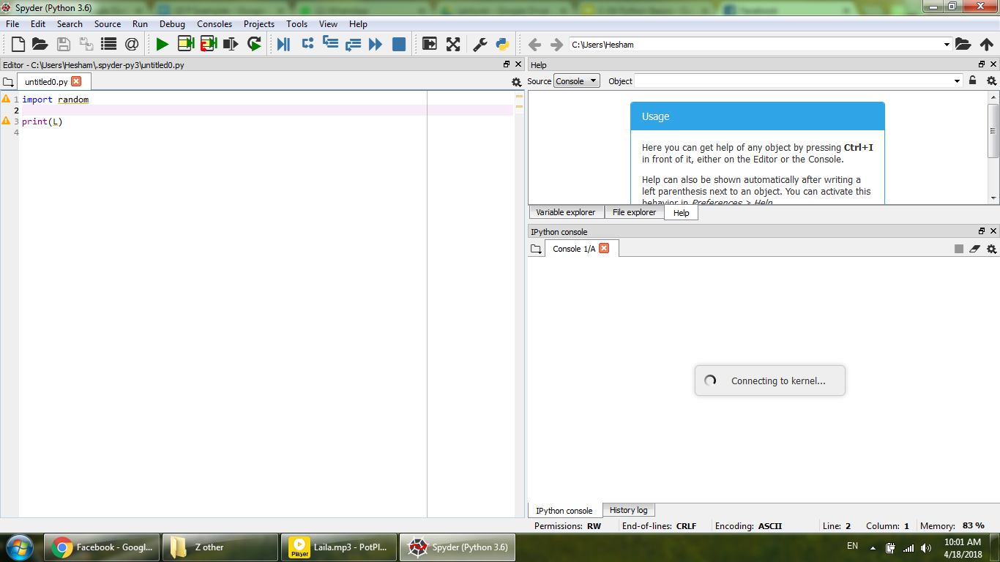 Spyder (Python 3.6)
File Edit Search Source Run Debug Consoles Projects Tools View Help
C:\Users\Hesham
Editor - C:\Users\Hesham\.spyder-py3\untitled0.py
untitled0.py
1 import random
2
3 print(L)
4
Help
Source Console Object
Usage
Here you can get help of any object by pressing Ctrl+I
in front of it, either on the Editor or the Console.
Help can also be shown automatically after writing a
left parenthesis next to an object. You can activate this
behavior in Preferences > Help.
Variable explorer File explorer Help
IPython console
Console 1/A
Connecting to kernel...
IPython console History log
Permissions: RW End-of-lines: CRLF Encoding: ASCII Line: 2 Column: 1 Memory: 83 %
Facebook - Googl... Z other Laila.mp3 - PotPl... Spyder (Python 3.6)
Player
EN
10:01 AM
4/18/2018